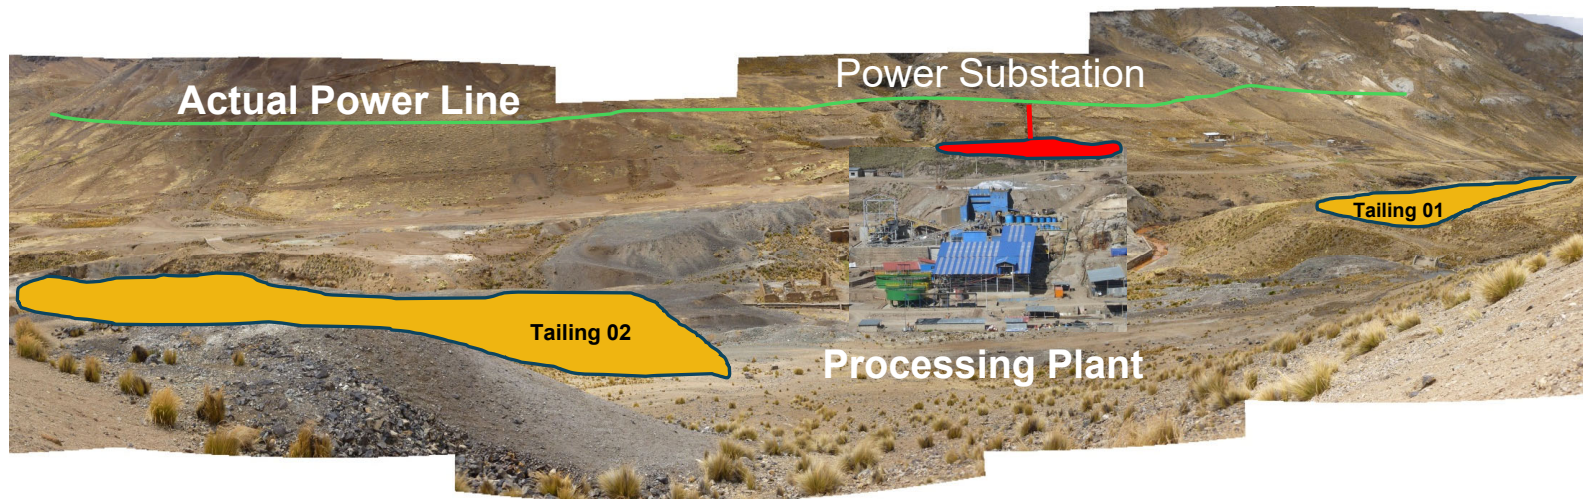 Power Substation
Actual Power Line
Tailing 01
Tailing 02
Processing Plant